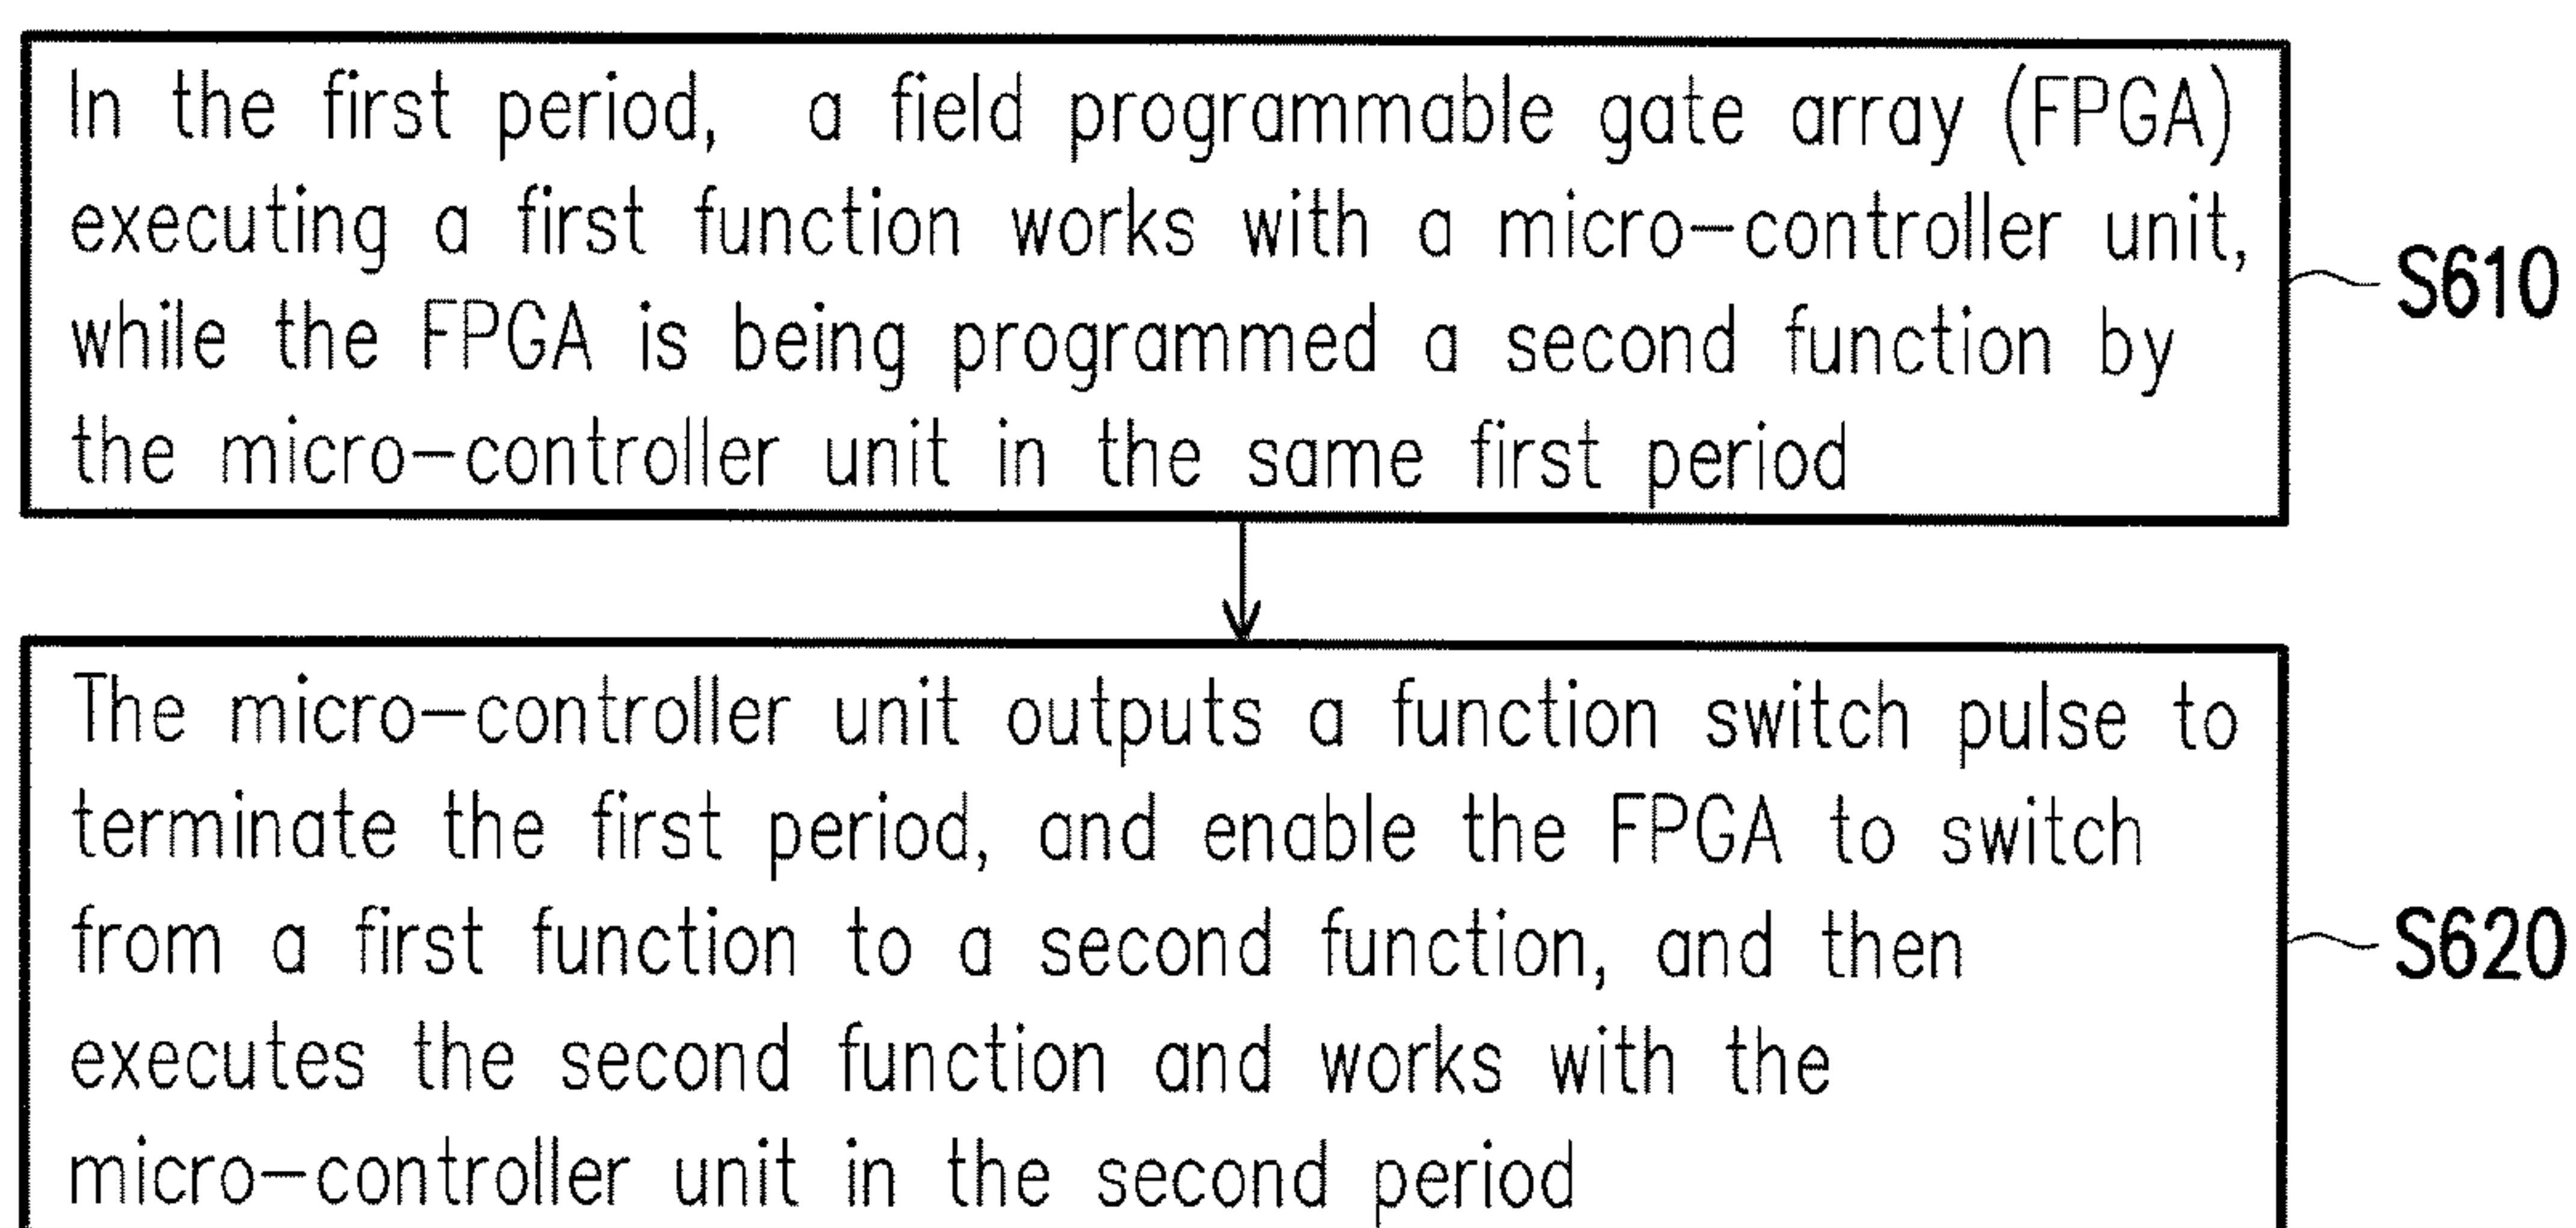 In the first period, a field programmable gate array (FPGA)
executing a first function works with a micro-controller unit,
while the FPGA is being programmed a second function by
the micro-controller unit in the same first period
S610
The micro-controller unit outputs a function switch pulse to
terminate the first period, and enable the FPGA to switch
from a first function to a second function, and then
executes the second function and works with the
micro-controller unit in the second period
S620